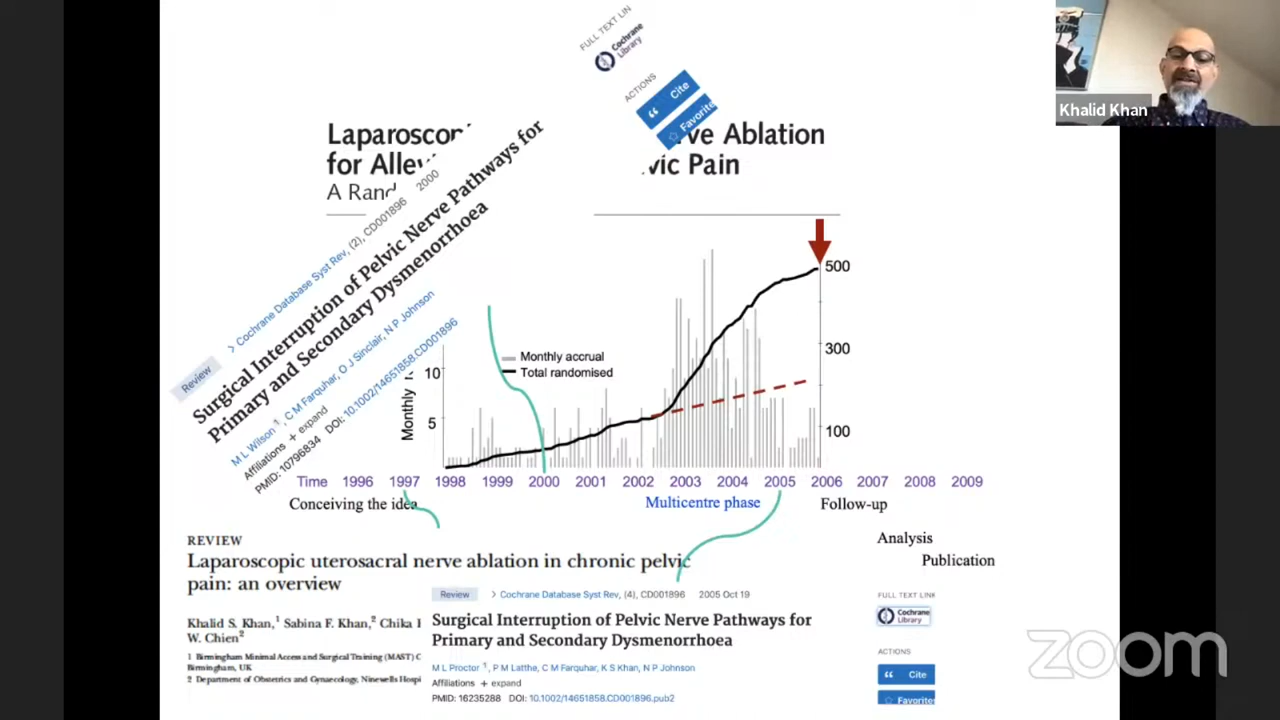 FULL TEXT LIN
Cochrane
Library
ACTIONS
Cite
Favorite
Khalid Khan
Laparoscop
ve Ablation
for Allev
vic Pain
A Rand
Review
Cochrane Database Syst Rev, (2), CD001896 2000
Surgical Interruption of Pelvic Nerve Pathways for
Primary and Secondary Dysmenorrhoea
M L Wilson 1, C M Farquhar, O J Sinclair, N P Johnson
Affiliations + expand
PMID: 10796834 DOI: 10.1002/14651858.CD001896
500
300
100
10
5
Monthly
Monthly accrual
Total randomised
Time 1996 1997 1998 1999 2000 2001 2002 2003 2004 2005 2006 2007 2008 2009
Conceiving the idea
Multicentre phase
Follow-up
Analysis
Publication
REVIEW
Laparoscopic uterosacral nerve ablation in chronic pelvic
pain: an overview
Khalid S. Khan,1 Sabina F. Khan,2 Chika
W. Chien2
1 Birmingham Minimal Access and Surgical Training (MAST) C
Birmingham, UK
2 Department of Obstetrics and Gynaecology, Ninewells Hospi
Review > Cochrane Database Syst Rev, (4), CD001896 2005 Oct 19
Surgical Interruption of Pelvic Nerve Pathways for
Primary and Secondary Dysmenorrhoea
M L Proctor 1, P M Latthe, C M Farquhar, K S Khan, N P Johnson
Affiliations + expand
PMID: 16235288 DOI: 10.1002/14651858.CD001896.pub2
FULL TEXT LINK
Cochrane
Library
ACTIONS
Cite
Favorite
zoom